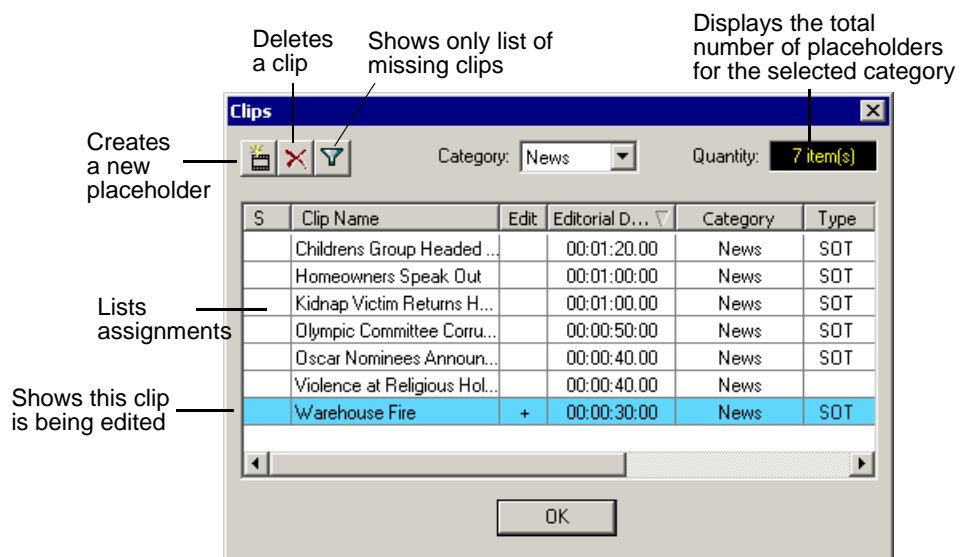 Deletes
a clip
Shows only list of
missing clips
Displays the total
number of placeholders
for the selected category
Creates
a new
placeholder
Clips
Category: News
Quantity: 7 item(s)
S Clip Name Edit Editorial D... Category Type
Childrens Group Headed ... 00:01:20.00 News SOT
Homeowners Speak Out 00:01:00:00 News SOT
Kidnap Victim Returns H... 00:01:00.00 News SOT
Olympic Committee Corru... 00:00:50:00 News SOT
Oscar Nominees Announ... 00:00:40.00 News SOT
Violence at Religious Hol... 00:00:40.00 News
Warehouse Fire + 00:00:30:00 News SOT
Lists
assignments
Shows this clip
is being edited
OK